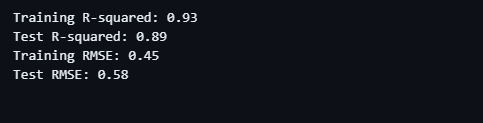 Training R-squared: 0.93
Test R-squared: 0.89
Training RMSE: 0.45
Test RMSE: 0.58